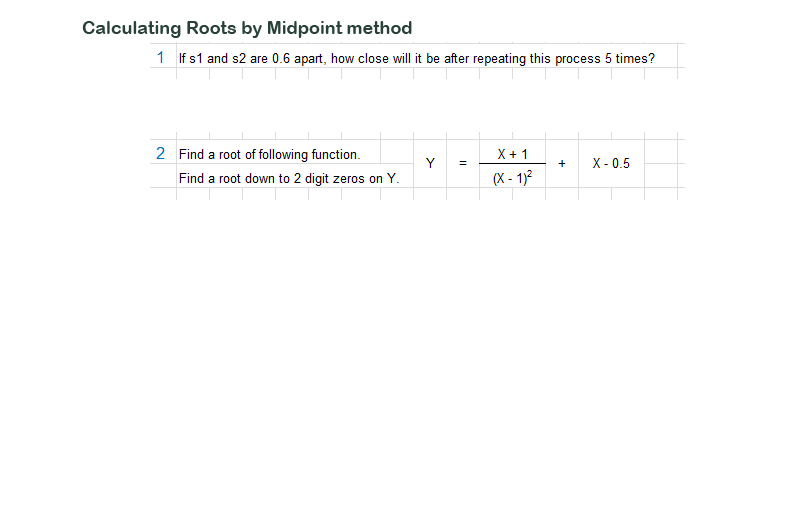 Calculating Roots by Midpoint method
1 If s1 and s2 are 0.6 apart, how close will it be after repeating this process 5 times?
2 Find a root of following function.
Find a root down to 2 digit zeros on Y.
Y = X + 1 / (X - 1)² + X - 0.5